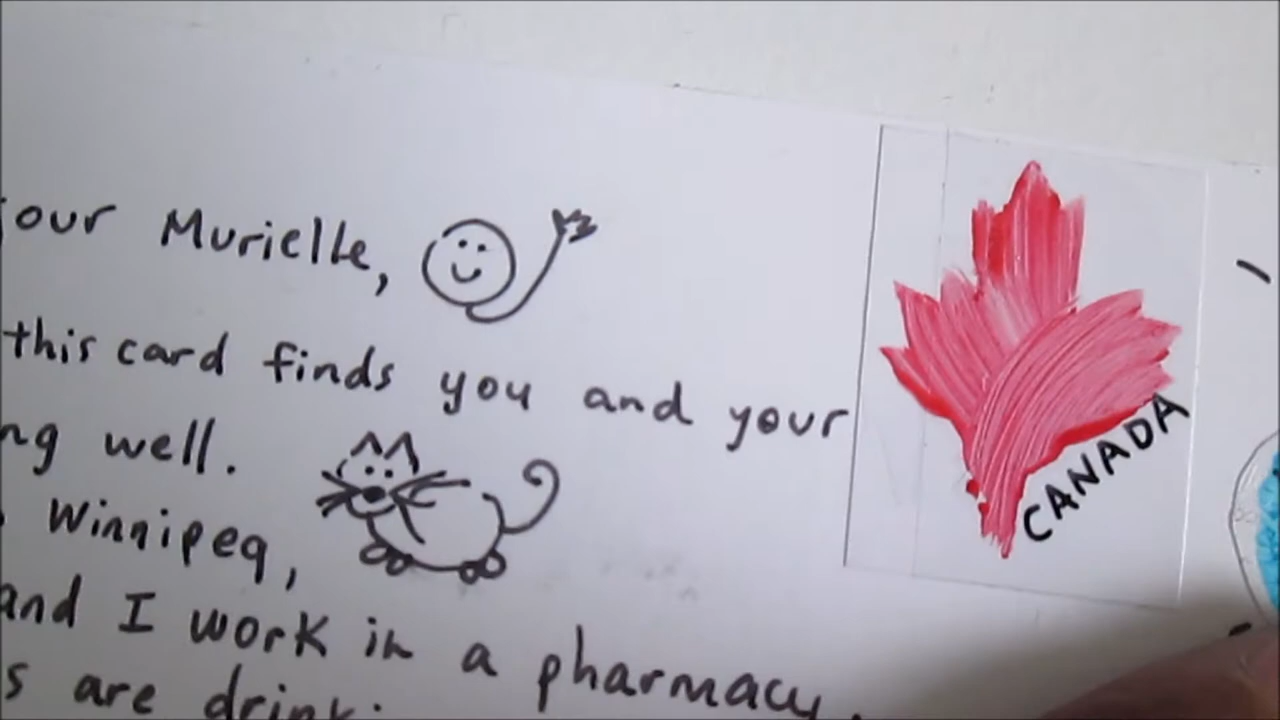 our Murielle,
this card finds you and your
ng well.
Winnipeg,
and I work in a pharmacy.
s are
CANADA